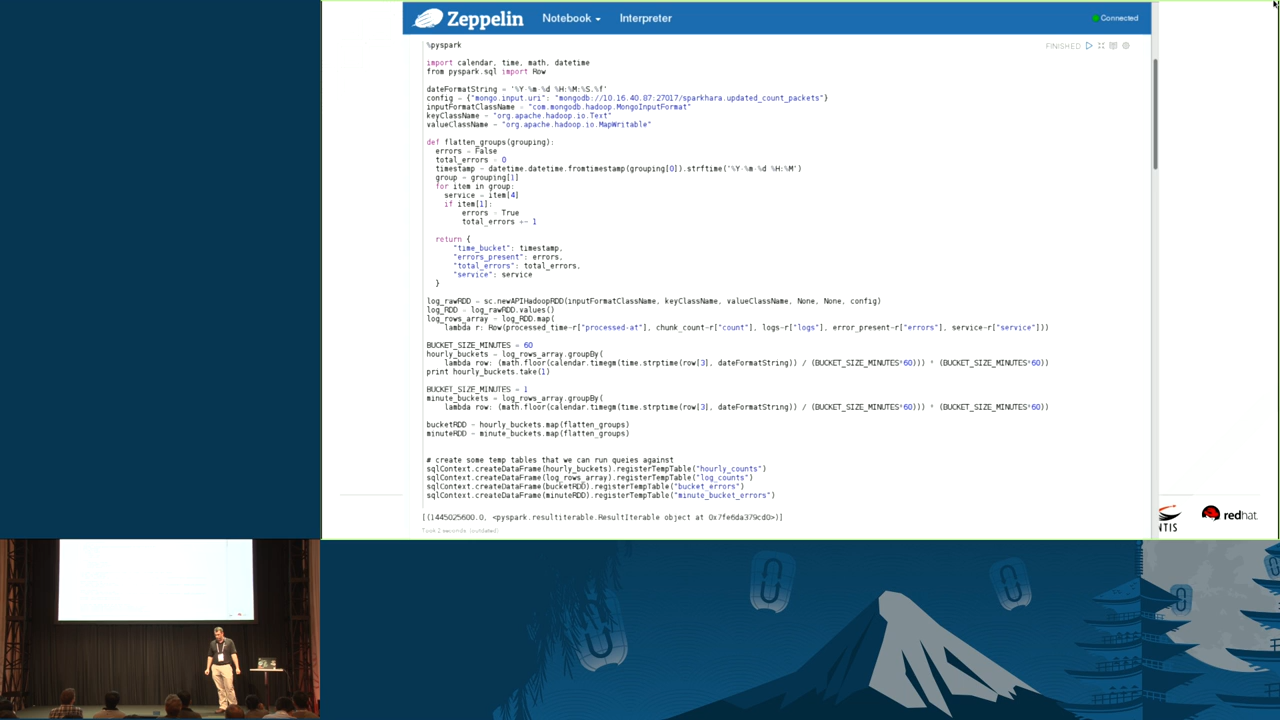 Zeppelin
Notebook
Interpreter
Connected
%pyspark
FINISHED
import calendar, time, math, datetime
from pyspark.sql import Row
dateFormatString = '%Y-%m-%d %H:%M:%S.%f'
config = {"mongo.input.uri": "mongodb://10.16.40.87:27017/sparkhara.updated_count_packets"}
inputFormatClassName = "com.mongodb.hadoop.MongoInputFormat"
keyClassName = "org.apache.hadoop.io.Text"
valueClassName = "org.apache.hadoop.io.MapWritable"
def flatten_groups(grouping):
errors = False
total_errors = 0
timestamp = datetime.datetime.fromtimestamp(grouping[0]).strftime('%Y-%m-%d %H:%M')
group = grouping[1]
for item in group:
service = item[4]
if item[1]:
errors = True
total_errors += 1
return {
"time_bucket": timestamp,
"errors_present": errors,
"total_errors": total_errors,
"service": service
}
log_rawRDD = sc.newAPIHadoopRDD(inputFormatClassName, keyClassName, valueClassName, None, None, config)
log_RDD = log_rawRDD.values()
log_rows_array = log_RDD.map(
lambda r: Row(processed_time=r["processed-at"], chunk_count=r["count"], logs=r["logs"], error_present=r["errors"], service=r["service"]))
BUCKET_SIZE_MINUTES = 60
hourly_buckets = log_rows_array.groupBy(
lambda row: (math.floor(calendar.timegm(time.strptime(row[3], dateFormatString)) / (BUCKET_SIZE_MINUTES*60))) * (BUCKET_SIZE_MINUTES*60))
print hourly_buckets.take(1)
BUCKET_SIZE_MINUTES = 1
minute_buckets = log_rows_array.groupBy(
lambda row: (math.floor(calendar.timegm(time.strptime(row[3], dateFormatString)) / (BUCKET_SIZE_MINUTES*60))) * (BUCKET_SIZE_MINUTES*60))
bucketRDD = hourly_buckets.map(flatten_groups)
minuteRDD = minute_buckets.map(flatten_groups)
# create some temp tables that we can run queies against
sqlContext.createDataFrame(hourly_buckets).registerTempTable("hourly_counts")
sqlContext.createDataFrame(log_rows_array).registerTempTable("log_counts")
sqlContext.createDataFrame(bucketRDD).registerTempTable("bucket_errors")
sqlContext.createDataFrame(minuteRDD).registerTempTable("minute_bucket_errors")
[(1445025600.0, <pyspark.resultiterable.ResultIterable object at 0x7fe6da379cd0>)]
Took 2 seconds (outdated)
NTIS
redhat.